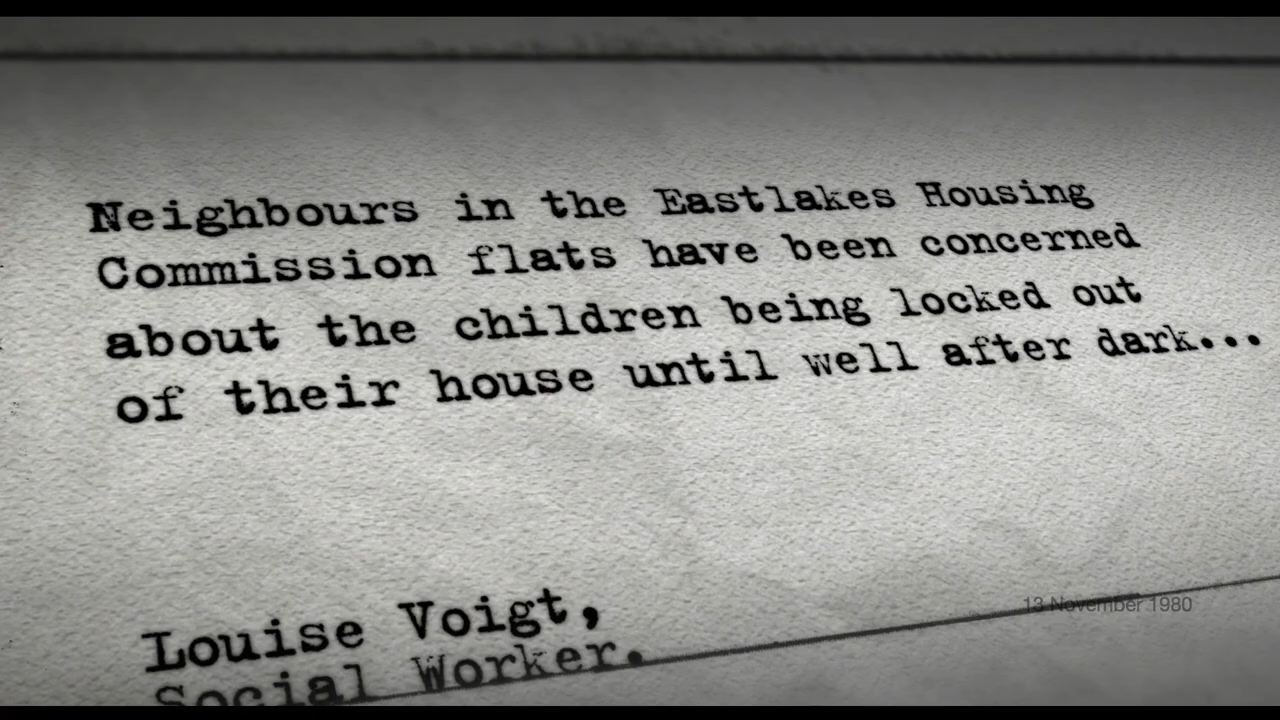 Neighbours in the Eastlakes Housing
Commission flats have been concerned
about the children being locked out
of their house until well after dark...
Louise Voigt,
13 November 1980
Social Worker.